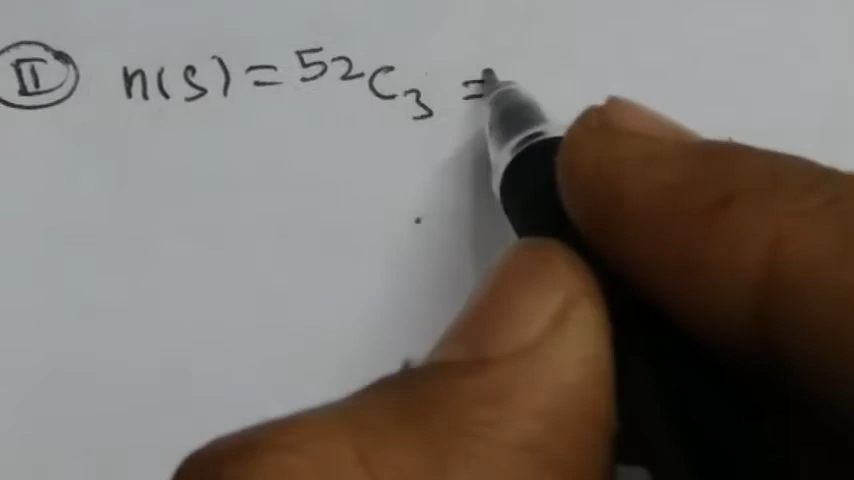 II n(s) = 52C3 =